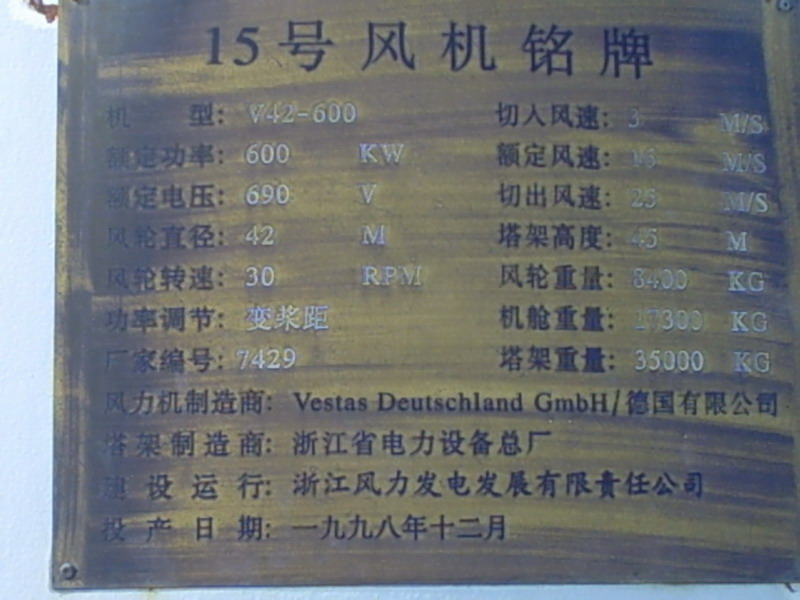 15号风机铭牌
机 型: V42-600 切入风速: 3 M/S
额定功率: 600 KW 额定风速: 16 M/S
额定电压: 690 V 切出风速: 25 M/S
风轮直径: 42 M 塔架高度: 45 M
风轮转速: 30 RPM 风轮重量: 8400 KG
功率调节: 变桨距 机舱重量: 17300 KG
厂家编号: 7429 塔架重量: 35000 KG
风力机制造商: Vestas Deutschland GmbH/德国有限公司
塔架制造商: 浙江省电力设备总厂
建设运行: 浙江风力发电发展有限责任公司
投产日期: 一九九八年十二月